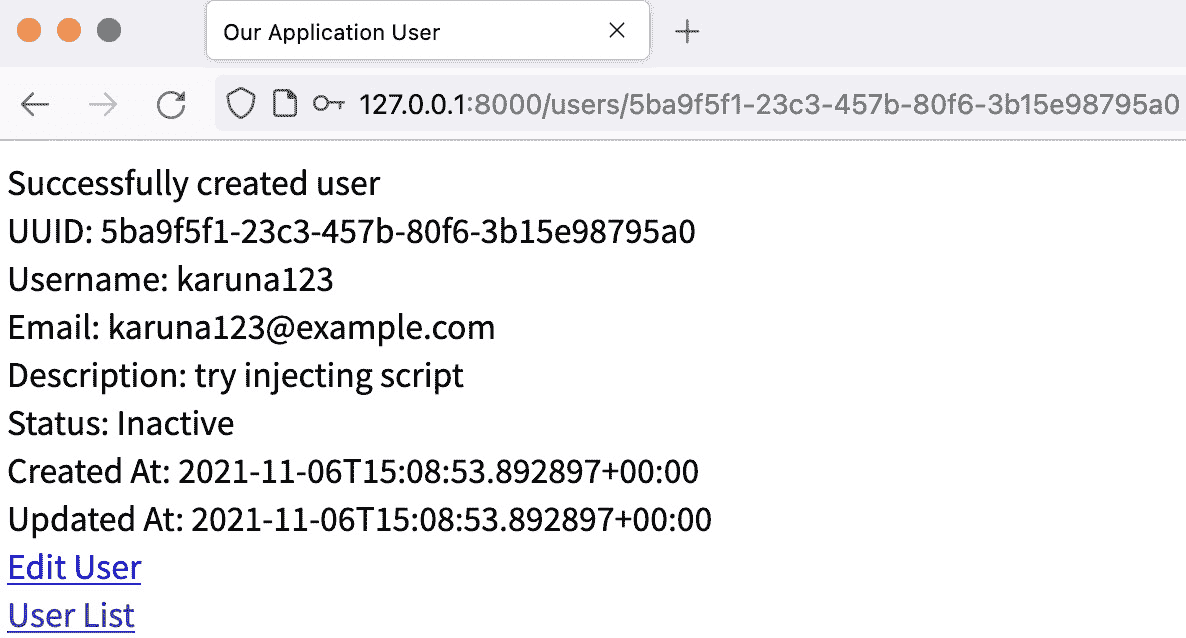 Our Application User
127.0.0.1:8000/users/5ba9f5f1-23c3-457b-80f6-3b15e98795a0
Successfully created user
UUID: 5ba9f5f1-23c3-457b-80f6-3b15e98795a0
Username: karuna123
Email: karuna123@example.com
Description: try injecting script
Status: Inactive
Created At: 2021-11-06T15:08:53.892897+00:00
Updated At: 2021-11-06T15:08:53.892897+00:00
Edit User
User List